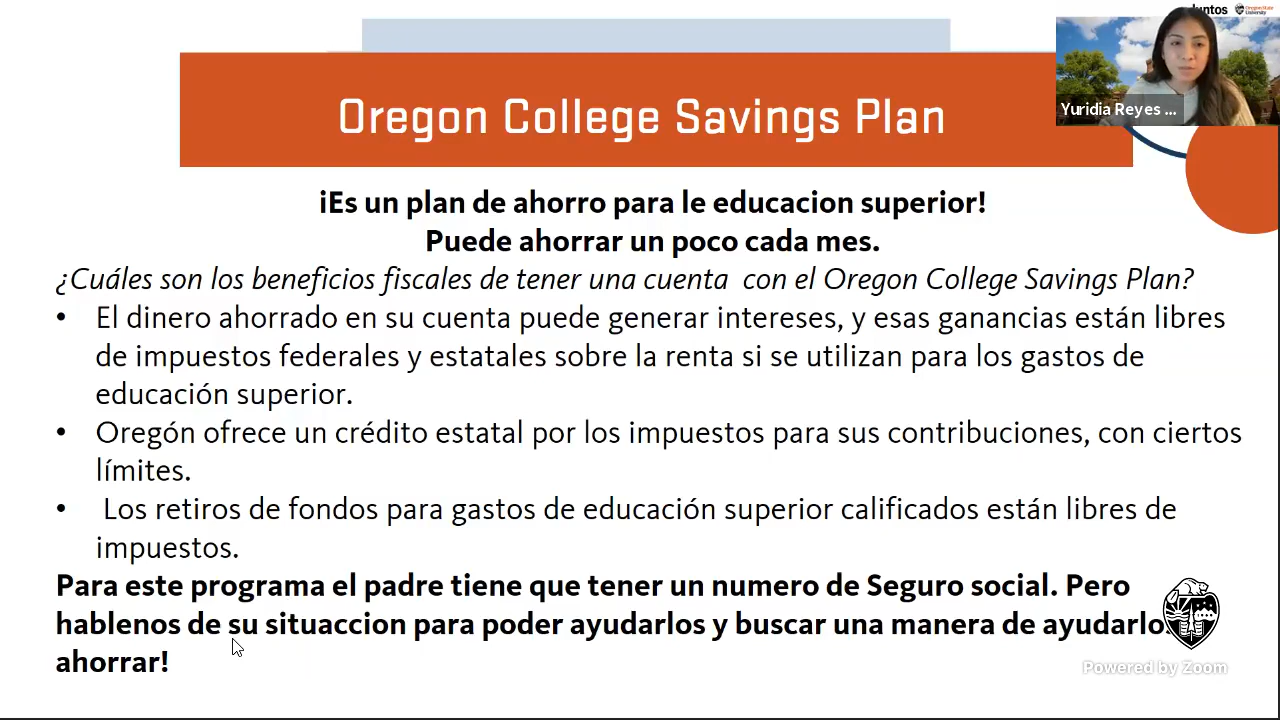 Juntos
Oregon State
University
Yuridia Reyes ...
Oregon College Savings Plan
¡Es un plan de ahorro para le educacion superior!
Puede ahorrar un poco cada mes.
¿Cuáles son los beneficios fiscales de tener una cuenta con el Oregon College Savings Plan?
• El dinero ahorrado en su cuenta puede generar intereses, y esas ganancias están libres
de impuestos federales y estatales sobre la renta si se utilizan para los gastos de
educación superior.
• Oregón ofrece un crédito estatal por los impuestos para sus contribuciones, con ciertos
límites.
• Los retiros de fondos para gastos de educación superior calificados están libres de
impuestos.
Para este programa el padre tiene que tener un numero de Seguro social. Pero
hablenos de su situaccion para poder ayudarlos y buscar una manera de ayudarlos
ahorrar!
Powered by Zoom